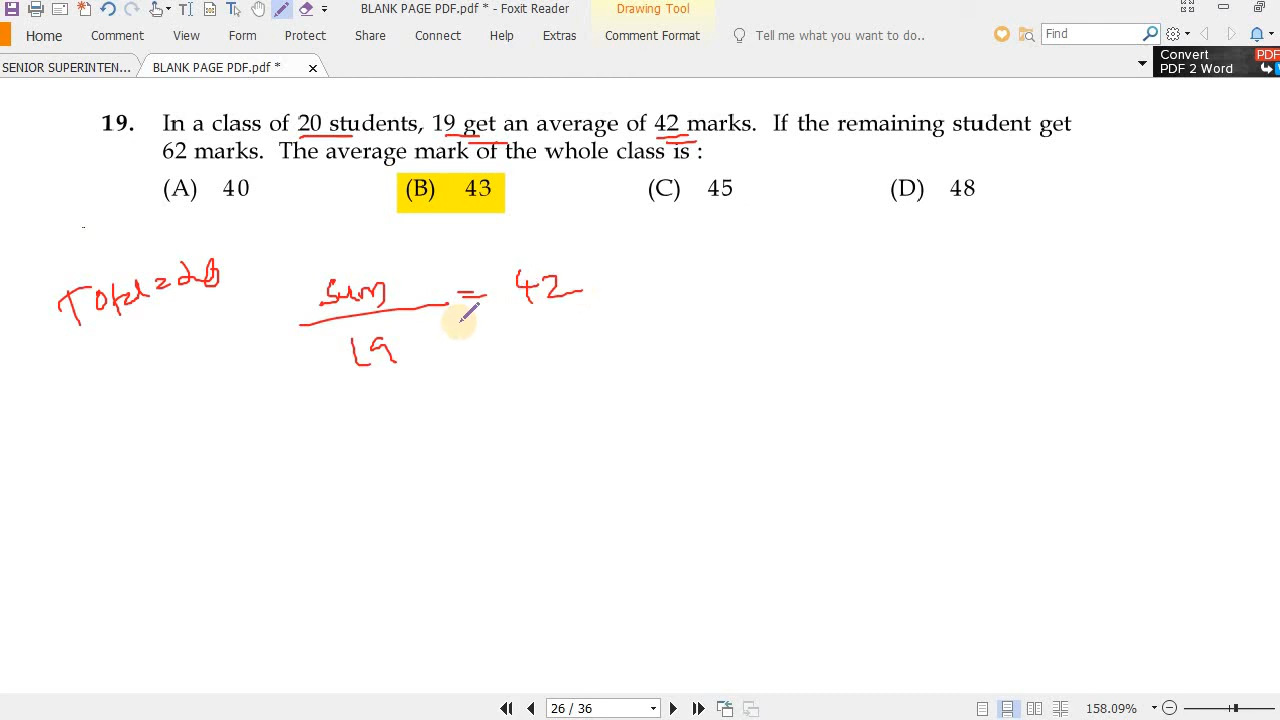 BLANK PAGE PDF.pdf * - Foxit Reader
Drawing Tool
Home Comment View Form Protect Share Connect Help Extras Comment Format Tell me what you want to do.. Find
SENIOR SUPERINTEN... BLANK PAGE PDF.pdf *
Convert PDF
PDF 2 Word
19. In a class of 20 students, 19 get an average of 42 marks. If the remaining student get
62 marks. The average mark of the whole class is :
(A) 40 (B) 43 (C) 45 (D) 48
Total = 20
Sum = 42
19
26 / 36
158.09%